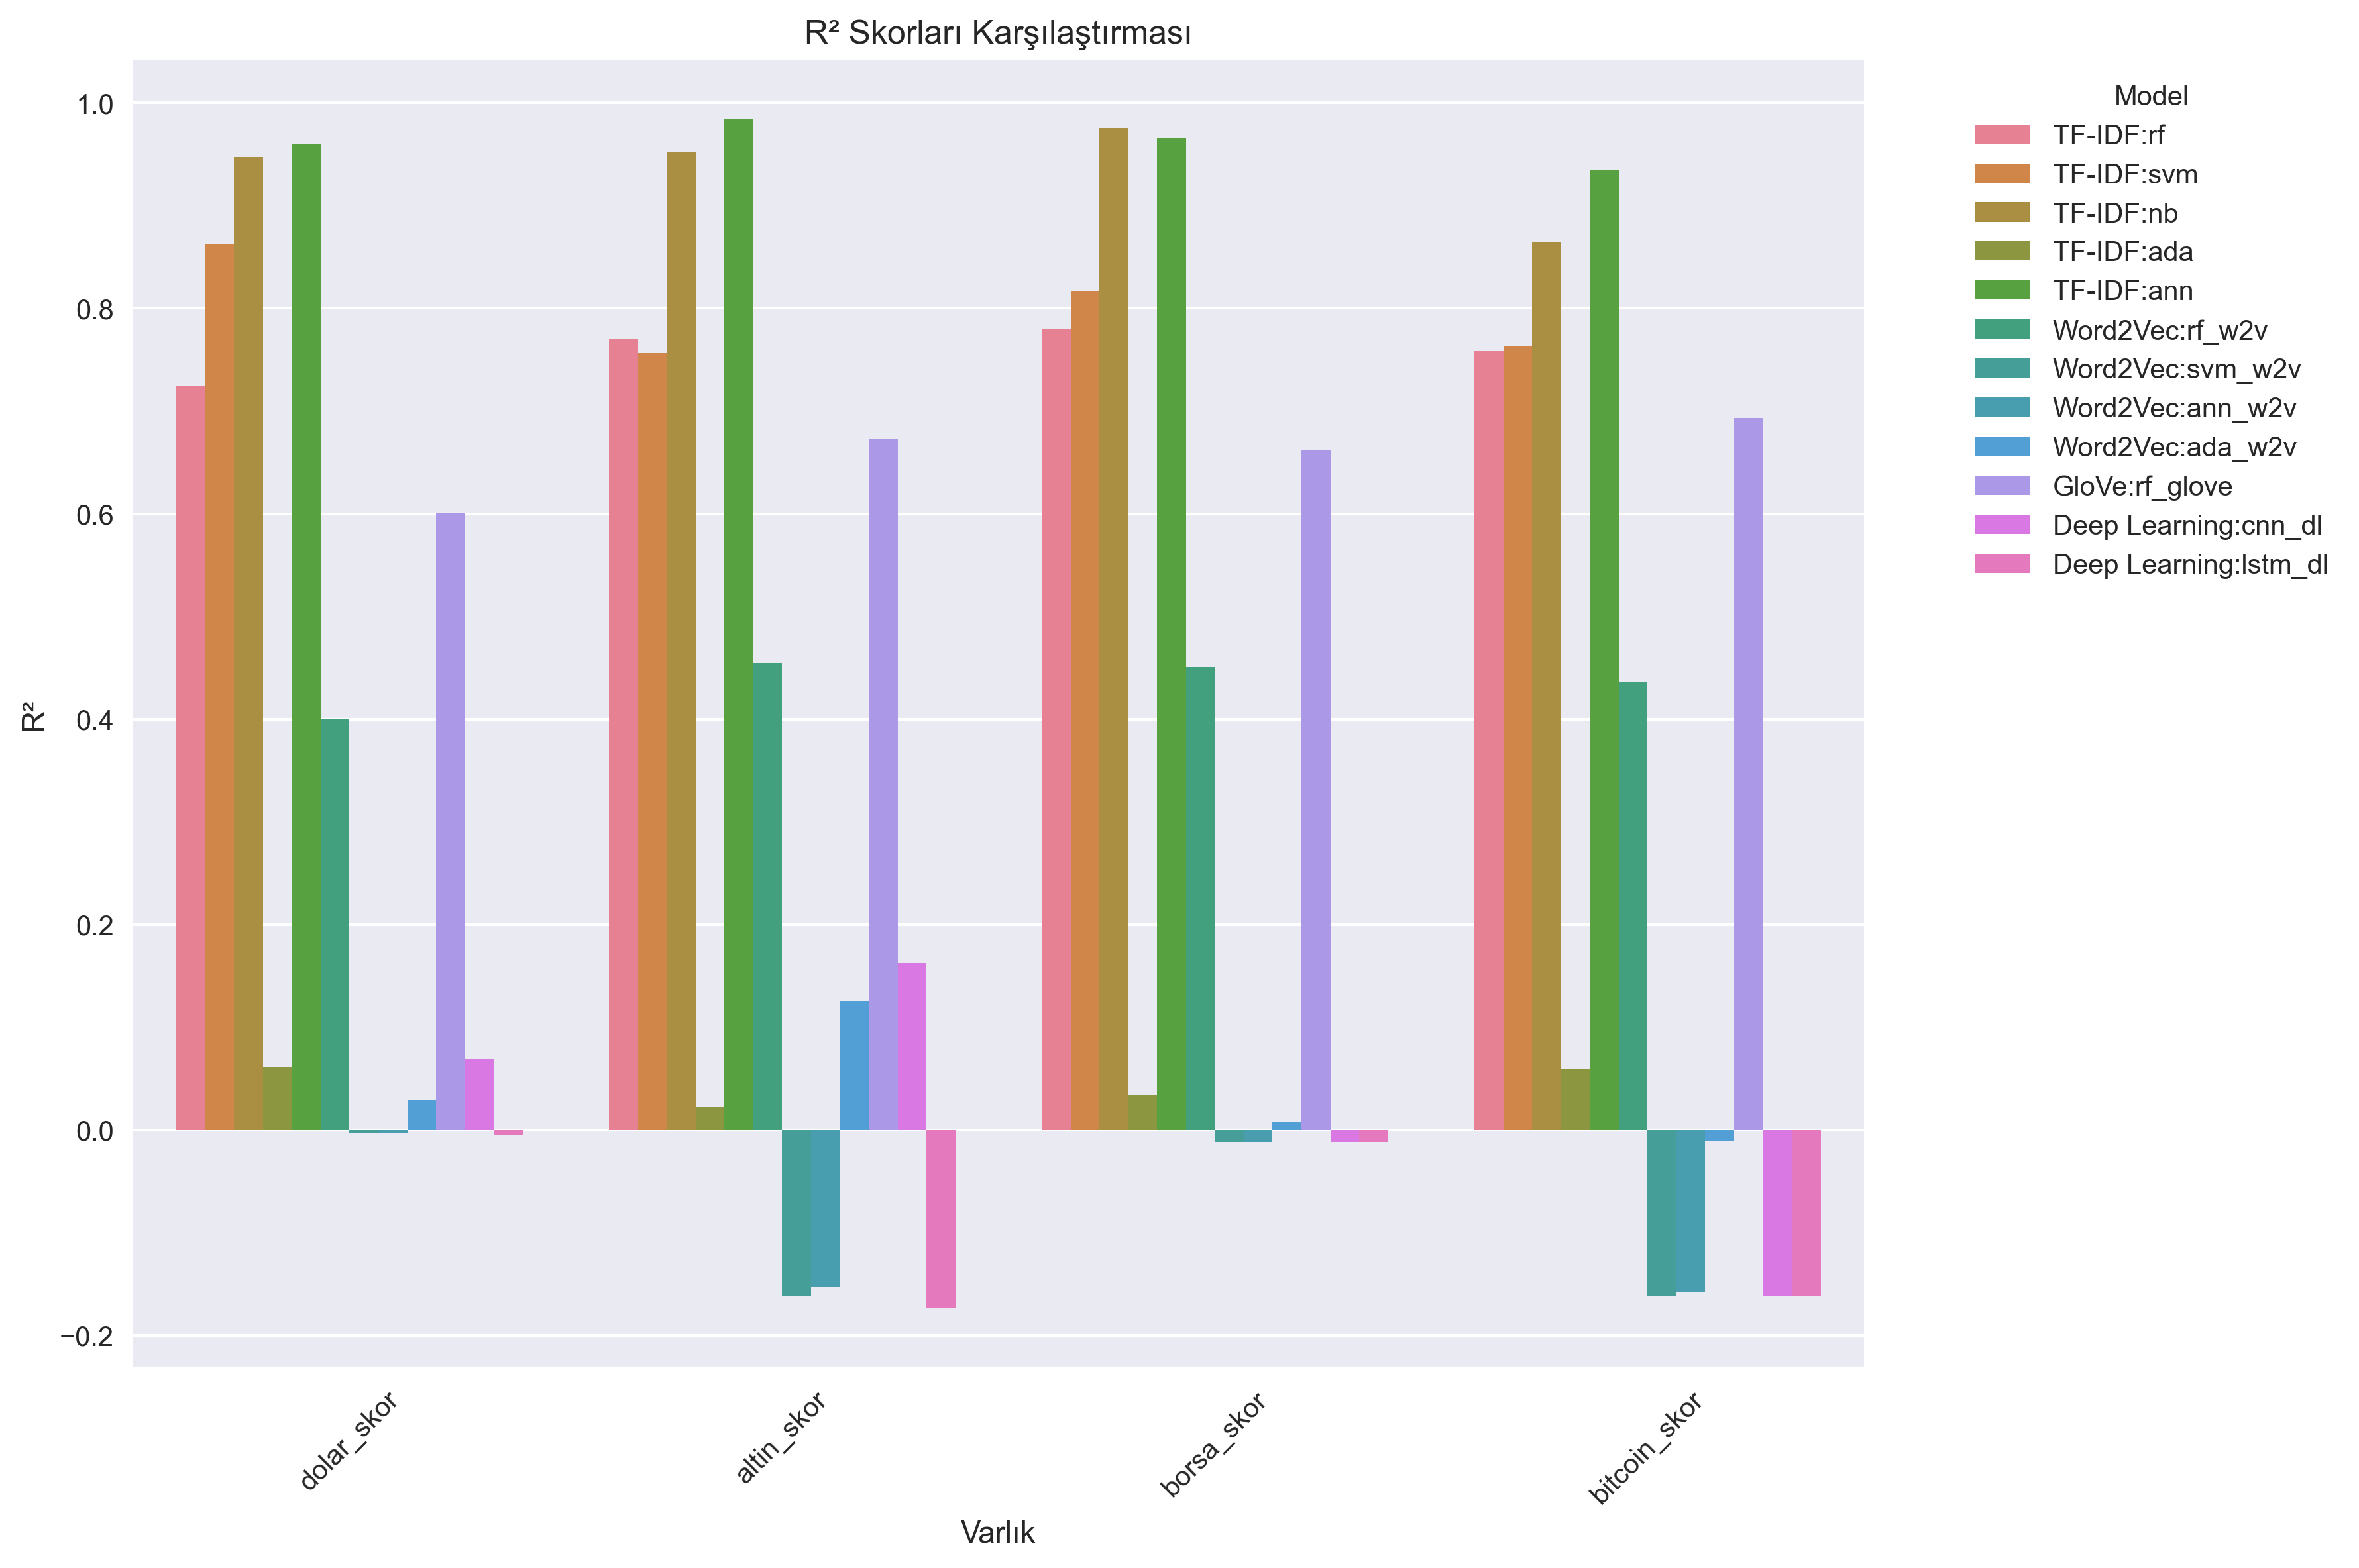 R² Skorları Karşılaştırması
R²
1.0
0.8
0.6
0.4
0.2
0.0
−0.2
dolar_skor
altin_skor
borsa_skor
bitcoin_skor
Varlık
Model
TF-IDF:rf
TF-IDF:svm
TF-IDF:nb
TF-IDF:ada
TF-IDF:ann
Word2Vec:rf_w2v
Word2Vec:svm_w2v
Word2Vec:ann_w2v
Word2Vec:ada_w2v
GloVe:rf_glove
Deep Learning:cnn_dl
Deep Learning:lstm_dl